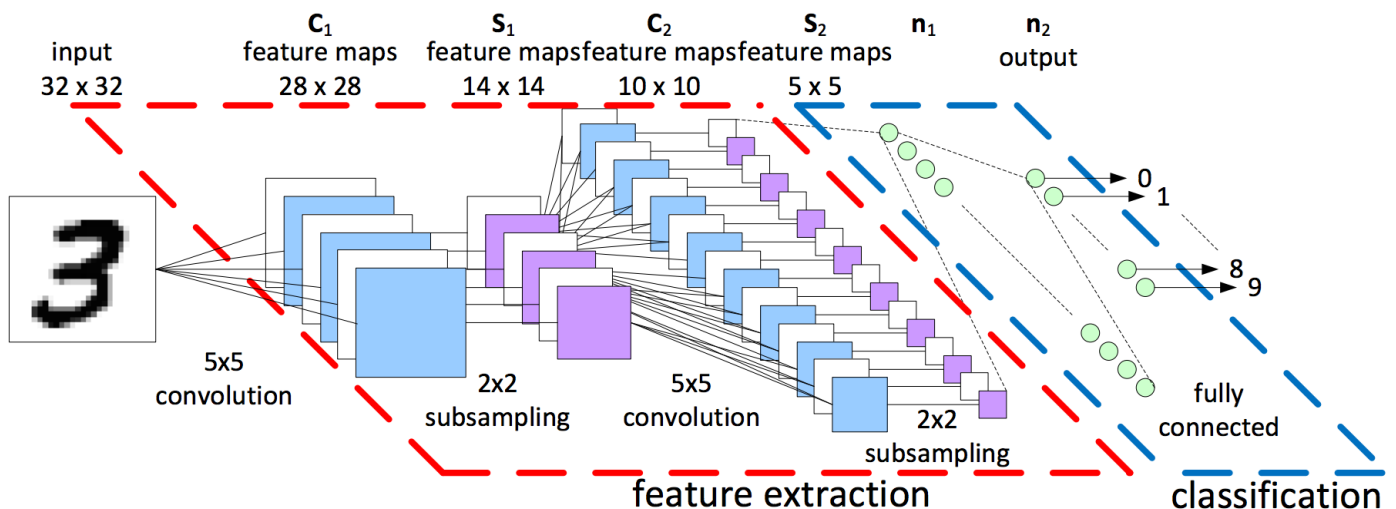 input
32 x 32
C1
feature maps
28 x 28
S1
feature maps
14 x 14
C2
feature maps
10 x 10
S2
feature maps
5 x 5
n1
n2
output
3
0
1
8
9
5x5
convolution
2x2
subsampling
5x5
convolution
2x2
subsampling
fully
connected
feature extraction
classification